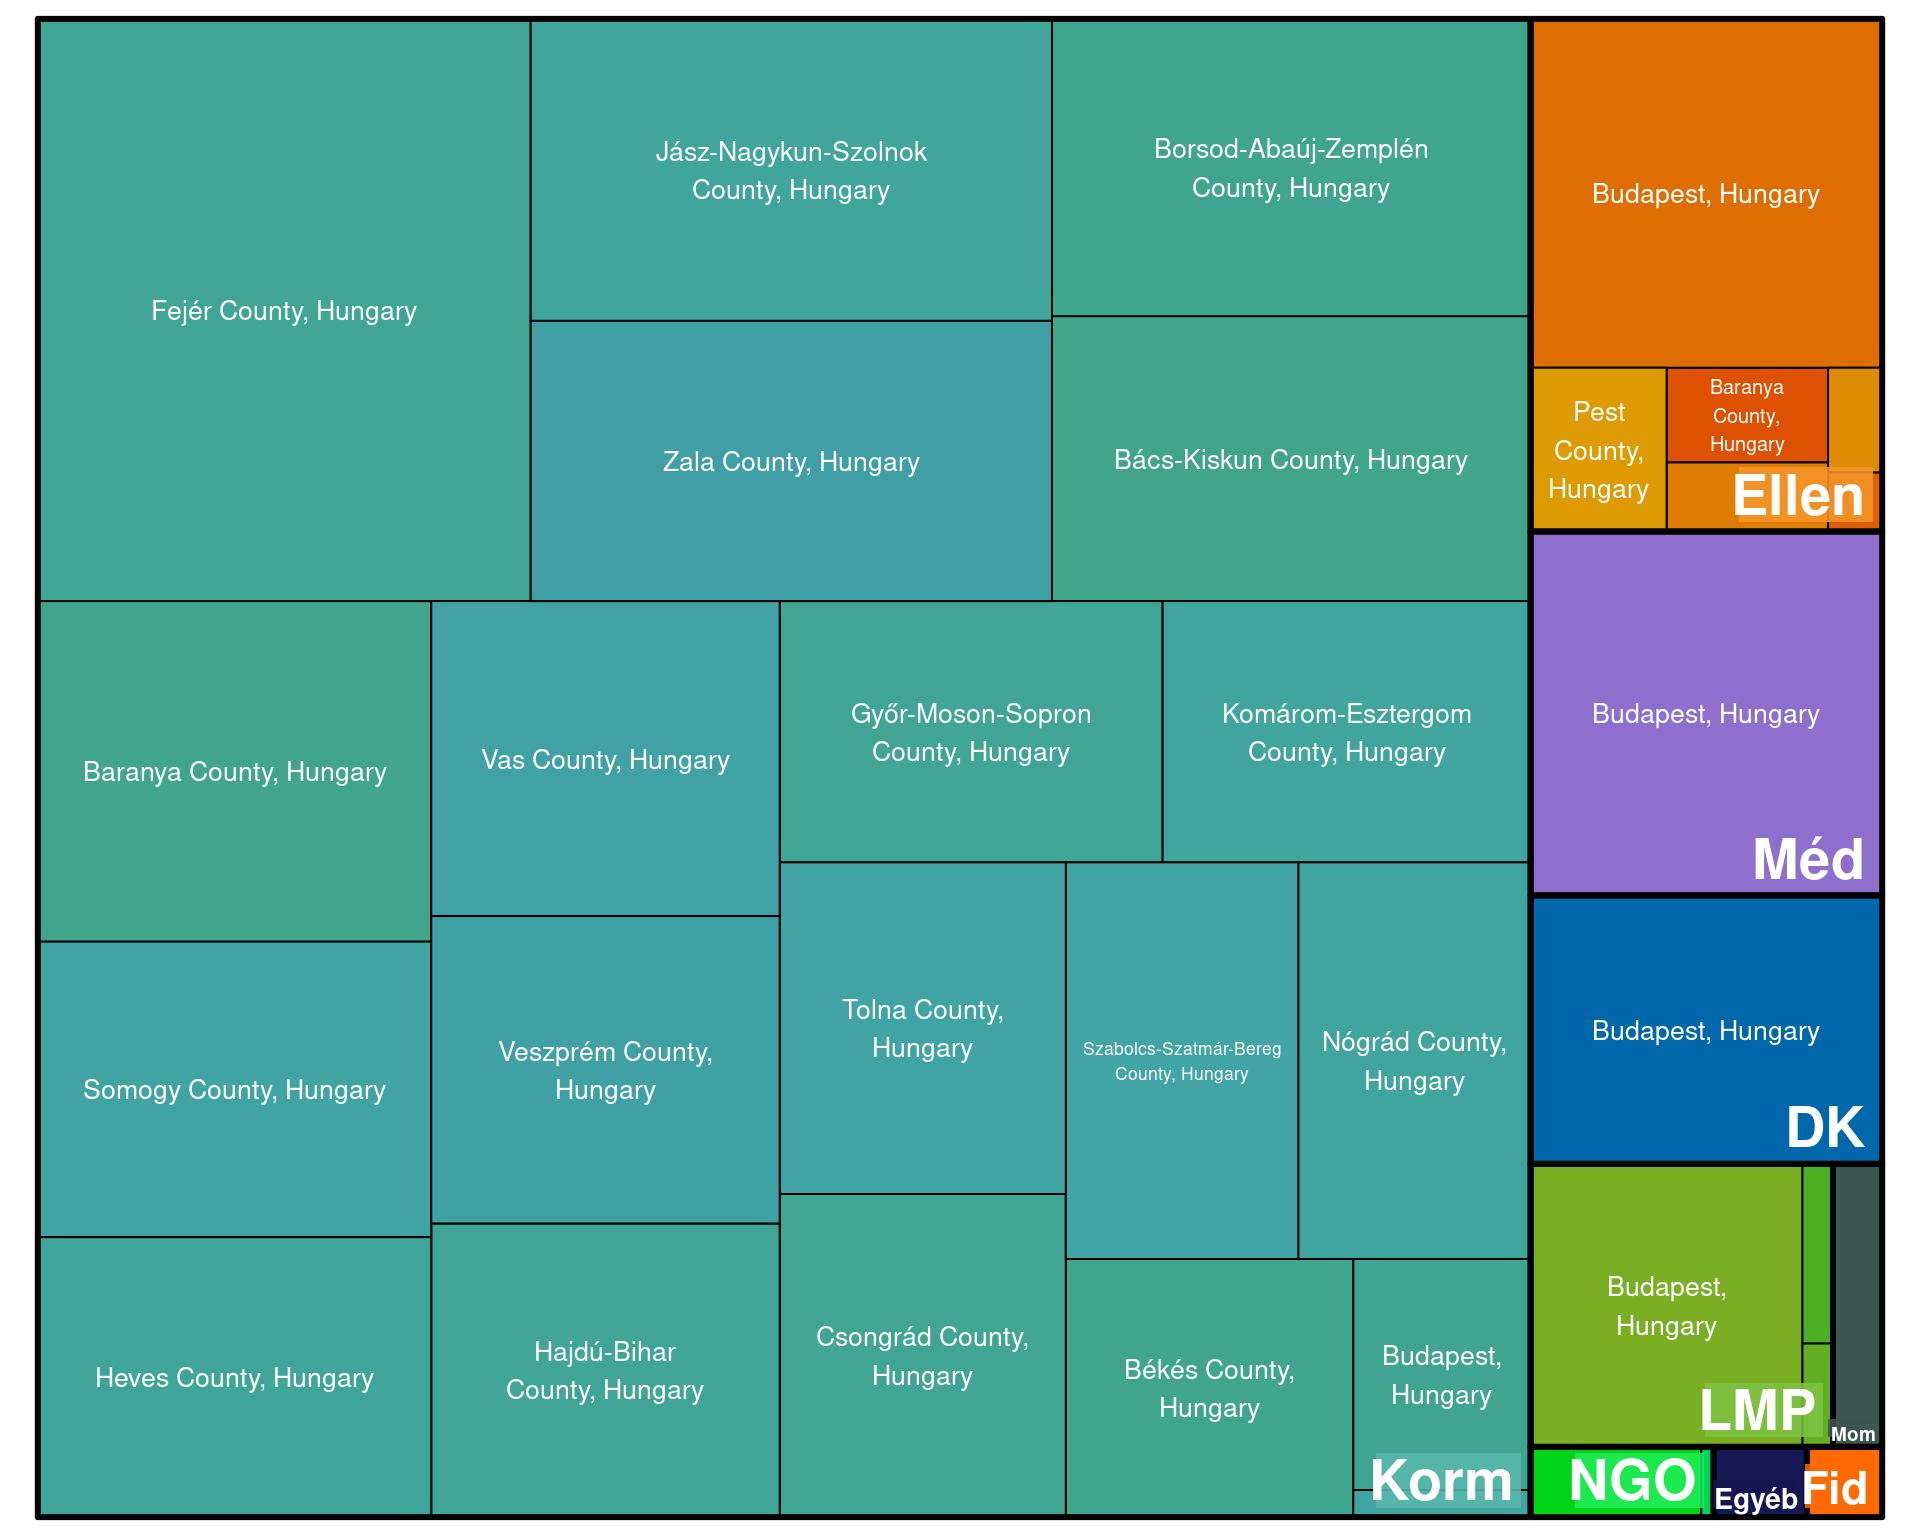 Fejér County, Hungary
Jász-Nagykun-Szolnok
County, Hungary
Borsod-Abaúj-Zemplén
County, Hungary
Zala County, Hungary
Bács-Kiskun County, Hungary
Baranya County, Hungary
Vas County, Hungary
Győr-Moson-Sopron
County, Hungary
Komárom-Esztergom
County, Hungary
Somogy County, Hungary
Veszprém County,
Hungary
Tolna County,
Hungary
Szabolcs-Szatmár-Bereg
County, Hungary
Nógrád County,
Hungary
Heves County, Hungary
Hajdú-Bihar
County, Hungary
Csongrád County,
Hungary
Békés County,
Hungary
Budapest,
Hungary
Korm
Budapest, Hungary
Pest
County,
Hungary
Baranya
County,
Hungary
Ellen
Budapest, Hungary
Méd
Budapest, Hungary
DK
Budapest,
Hungary
LMP
Mom
NGO
Egyéb
Fid